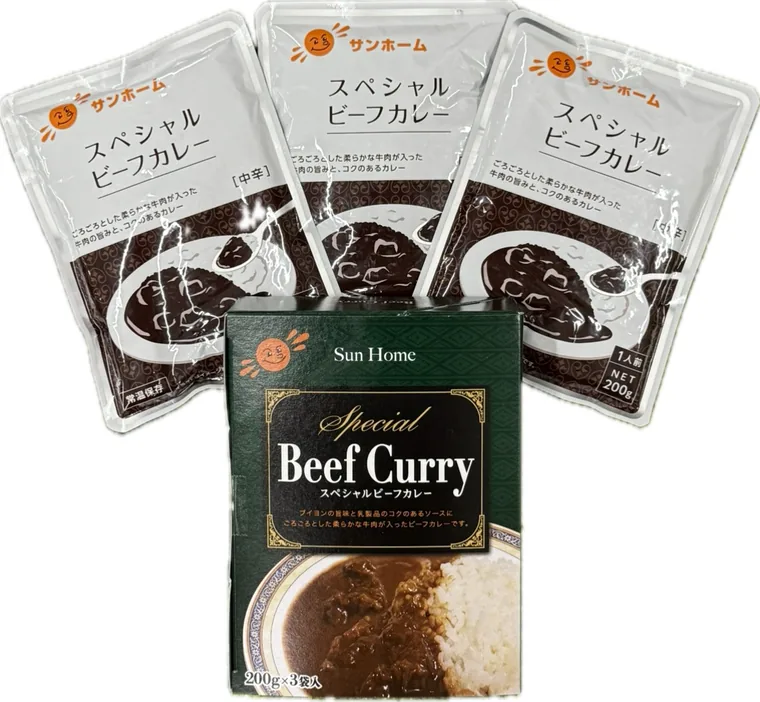 サンホーム
スペシャル
ビーフカレー
[中辛]
ごろごろとした柔らかな牛肉が入った
牛肉の旨みと、コクのあるカレー
常温保存
サンホーム
スペシャル
ビーフカレー
ごろごろとした柔らかな牛肉が入った
牛肉の旨みと、コクのあるカレー
サンホーム
スペシャル
ビーフカレー
ごろごろとした柔らかな牛肉が入った
牛肉の旨みと、コクのあるカレー
[中辛]
1人前
NET
200g
Sun Home
Special
Beef Curry
スペシャルビーフカレー
ブイヨンの旨味と乳製品のコクのあるソースに
ごろごろとした柔らかな牛肉が入ったビーフカレーです。
200g×3袋入